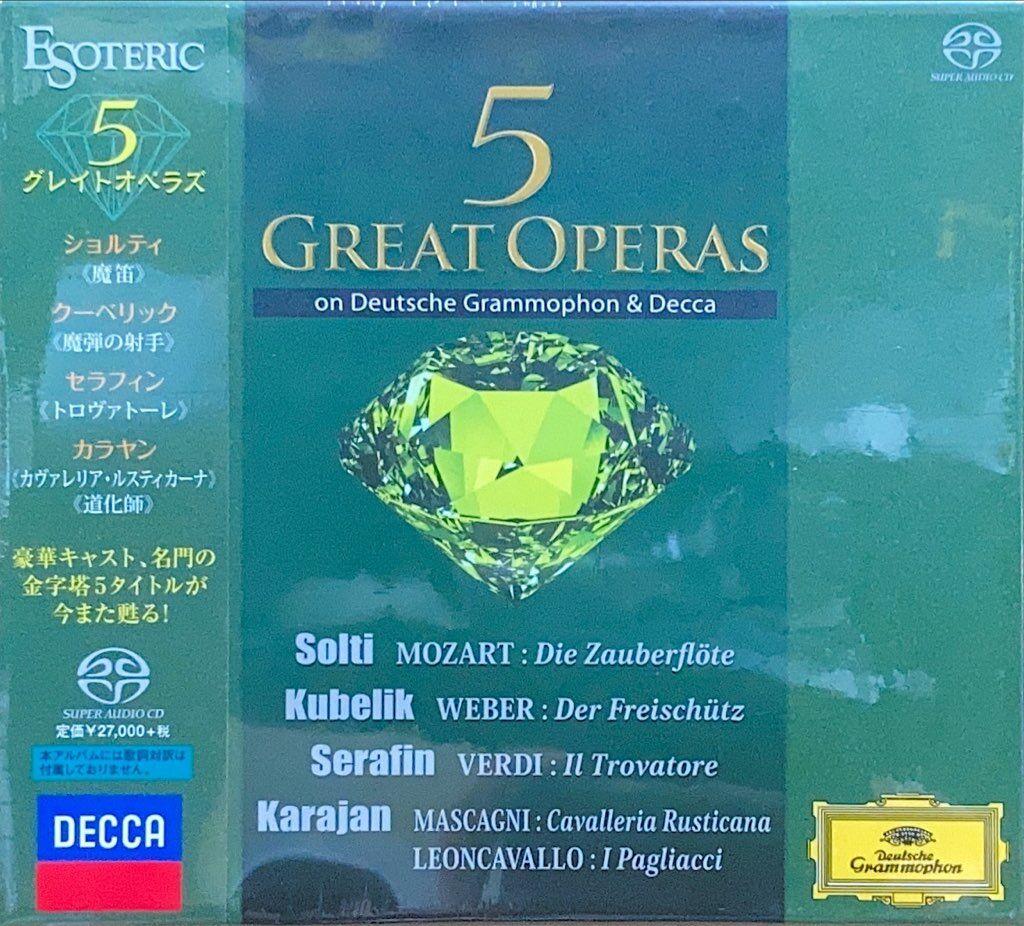 ESOTERIC
5
グレイトオペラズ
ショルティ
《魔笛》
クーベリック
《魔弾の射手》
セラフィン
《トロヴァトーレ》
カラヤン
《カヴァレリア・ルスティカーナ》
《道化師》
豪華キャスト、名門の
金字塔5タイトルが
今また甦る!
SUPER AUDIO CD
定価¥27,000+税
本アルバムには歌詞対訳は
付属しておりません。
DECCA
5
GREAT OPERAS
on Deutsche Grammophon & Decca
Solti MOZART : Die Zauberflöte
Kubelik WEBER : Der Freischütz
Serafin VERDI : Il Trovatore
Karajan MASCAGNI : Cavalleria Rusticana
LEONCAVALLO : I Pagliacci
SUPER AUDIO CD
Deutsche
Grammophon